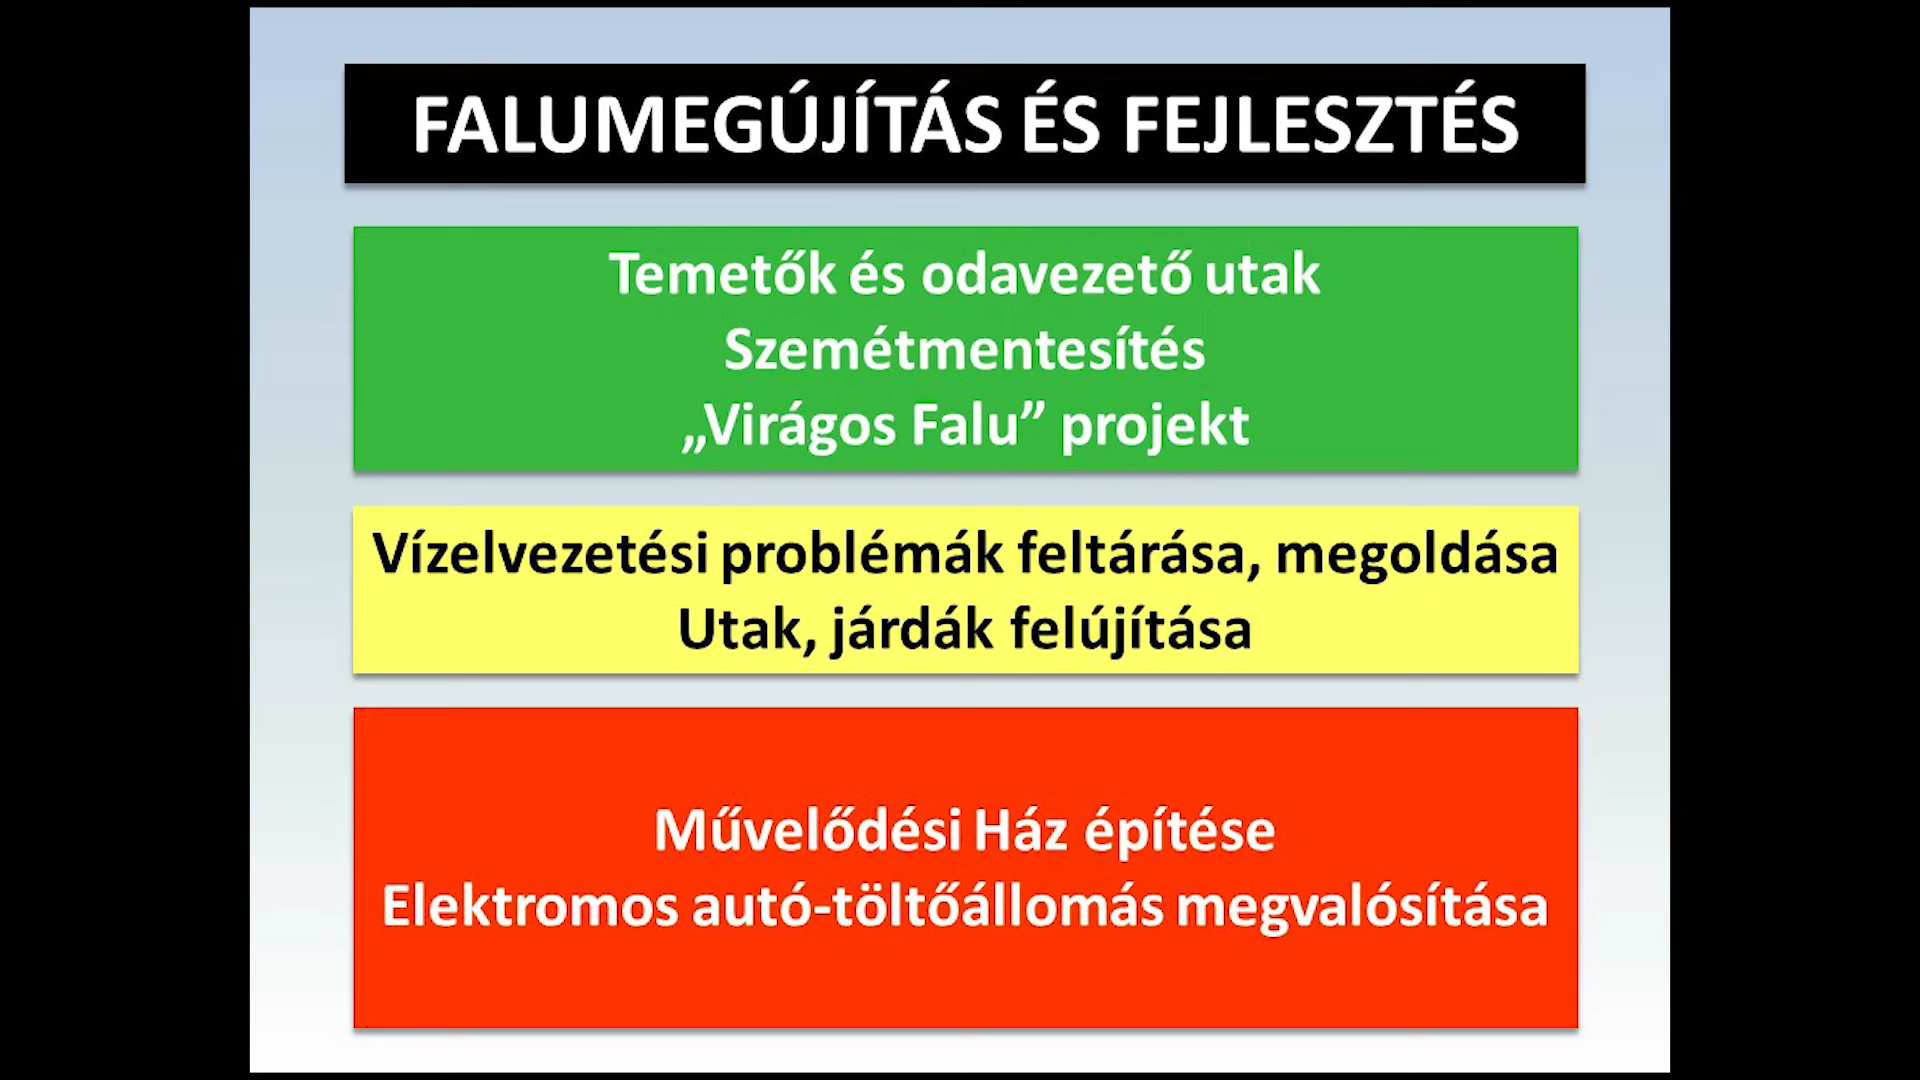 FALUMEGÚJÍTÁS ÉS FEJLESZTÉS
Temetők és odavezető utak
Szemétmentesítés
„Virágos Falu” projekt
Vízelvezetési problémák feltárása, megoldása
Utak, járdák felújítása
Művelődési Ház építése
Elektromos autó-töltőállomás megvalósítása